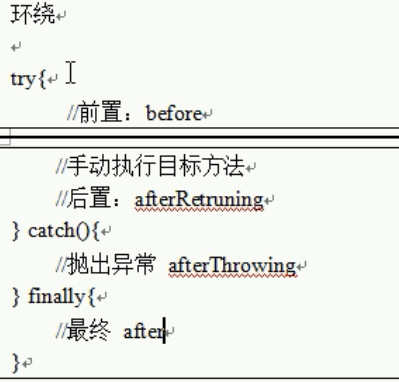 环绕
try{
//前置：before
//手动执行目标方法
//后置：afterRetruning
} catch(){
//抛出异常 afterThrowing
} finally{
//最终 after
}